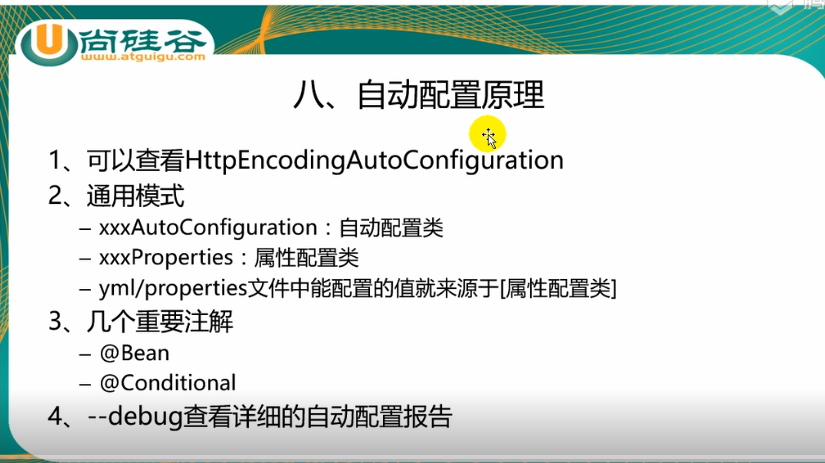 尚硅谷
www.atguigu.com
八、自动配置原理
1、可以查看HttpEncodingAutoConfiguration
2、通用模式
– xxxAutoConfiguration：自动配置类
– xxxProperties：属性配置类
– yml/properties文件中能配置的值就来源于[属性配置类]
3、几个重要注解
– @Bean
– @Conditional
4、--debug查看详细的自动配置报告